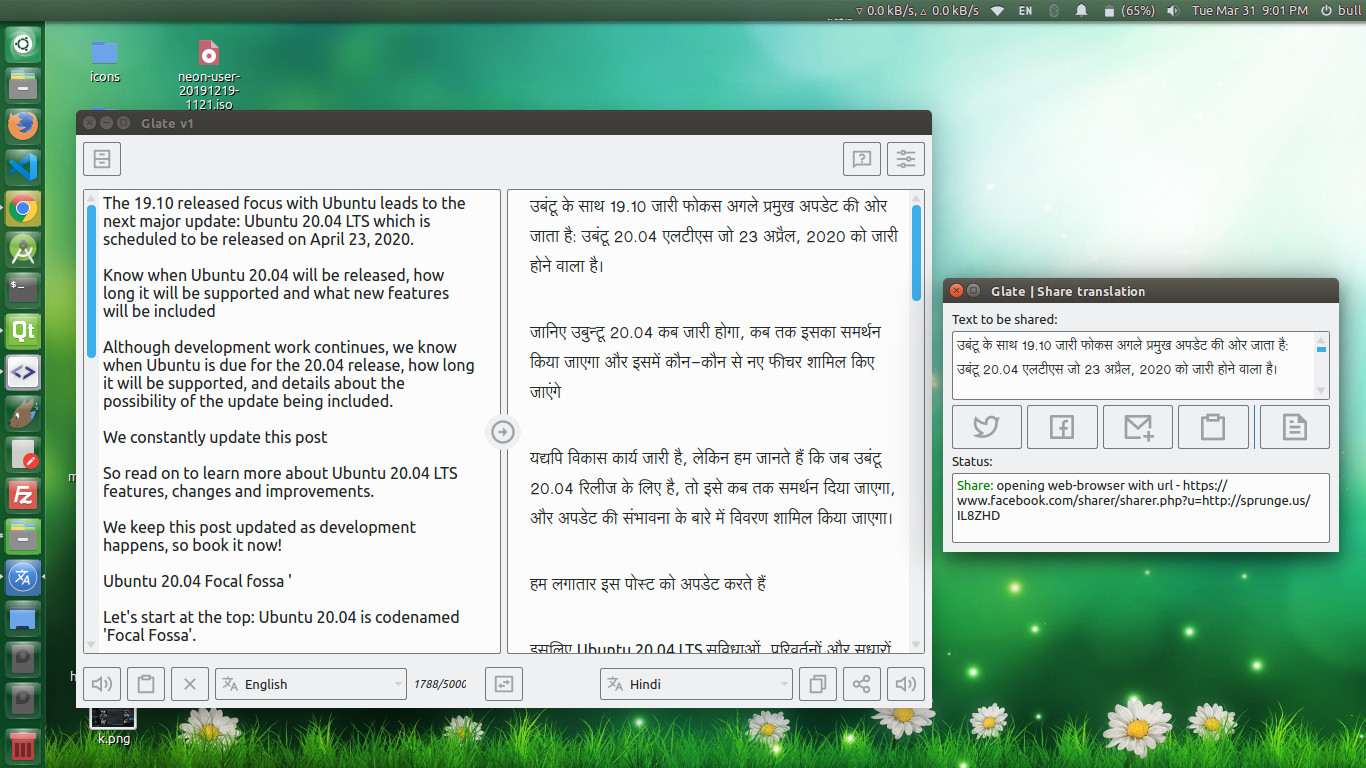 ▿ 0.0 kB/s, ▵ 0.0 kB/s EN (65%) Tue Mar 31 9:01 PM bull
icons
neon-user-
20191219-
1121.iso
Glate v1
The 19.10 released focus with Ubuntu leads to the
next major update: Ubuntu 20.04 LTS which is
scheduled to be released on April 23, 2020.
Know when Ubuntu 20.04 will be released, how
long it will be supported and what new features
will be included
Although development work continues, we know
when Ubuntu is due for the 20.04 release, how long
it will be supported, and details about the
possibility of the update being included.
We constantly update this post
So read on to learn more about Ubuntu 20.04 LTS
features, changes and improvements.
We keep this post updated as development
happens, so book it now!
Ubuntu 20.04 Focal fossa '
Let's start at the top: Ubuntu 20.04 is codenamed
'Focal Fossa'.
उबंटू के साथ 19.10 जारी फोकस अगले प्रमुख अपडेट की ओर
जाता है: उबंटू 20.04 एलटीएस जो 23 अप्रैल, 2020 को जारी
होने वाला है।
जानिए उबुन्टू 20.04 कब जारी होगा, कब तक इसका समर्थन
किया जाएगा और इसमें कौन-कौन से नए फीचर शामिल किए
जाएंगे
यद्यपि विकास कार्य जारी है, लेकिन हम जानते हैं कि जब उबंटू
20.04 रिलीज के लिए है, तो इसे कब तक समर्थन दिया जाएगा,
और अपडेट की संभावना के बारे में विवरण शामिल किया जाएगा।
हम लगातार इस पोस्ट को अपडेट करते हैं
इसलिए Ubuntu 20.04 LTS सुविधाओं, परिवर्तनों और सुधारों
English
1788/5000
Hindi
Glate | Share translation
Text to be shared:
उबंटू के साथ 19.10 जारी फोकस अगले प्रमुख अपडेट की ओर जाता है:
उबंटू 20.04 एलटीएस जो 23 अप्रैल, 2020 को जारी होने वाला है।
Status:
Share: opening web-browser with url - https://
www.facebook.com/sharer/sharer.php?u=http://sprunge.us/
IL8ZHD
k.png